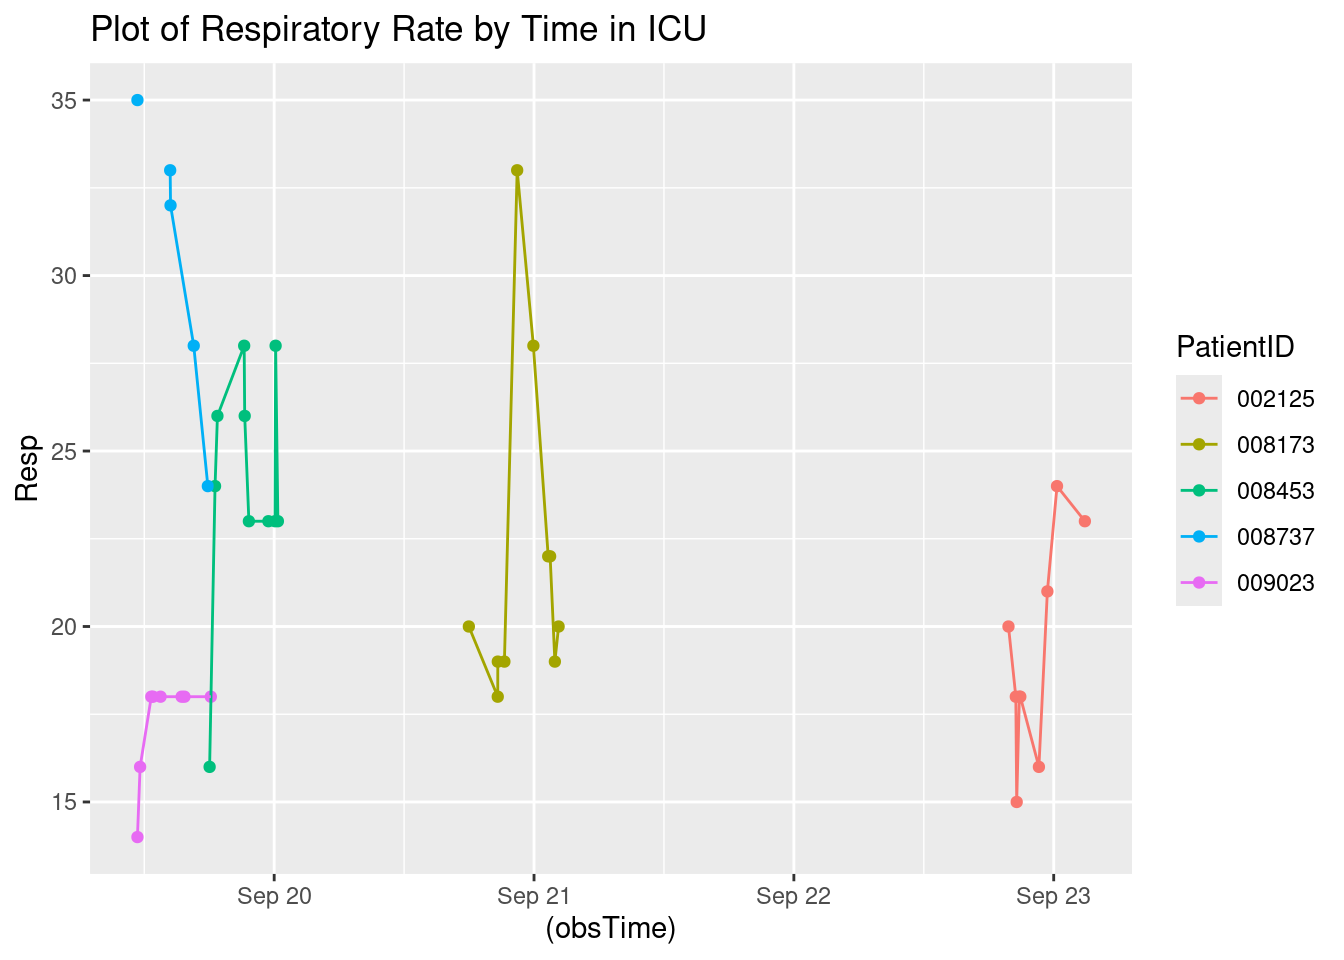 Plot of Respiratory Rate by Time in ICU
35
30
25
20
15
Resp
Sep 20
Sep 21
Sep 22
Sep 23
(obsTime)
PatientID
002125
008173
008453
008737
009023